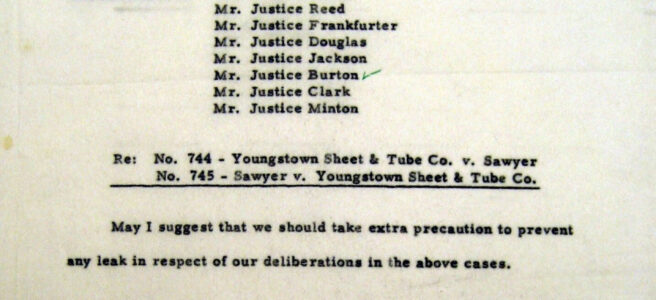 Mr. Justice Reed
Mr. Justice Frankfurter
Mr. Justice Douglas
Mr. Justice Jackson
Mr. Justice Burton
Mr. Justice Clark
Mr. Justice Minton
Re: No. 744 - Youngstown Sheet & Tube Co. v. Sawyer
No. 745 - Sawyer v. Youngstown Sheet & Tube Co.
May I suggest that we should take extra precaution to prevent
any leak in respect of our deliberations in the above cases.